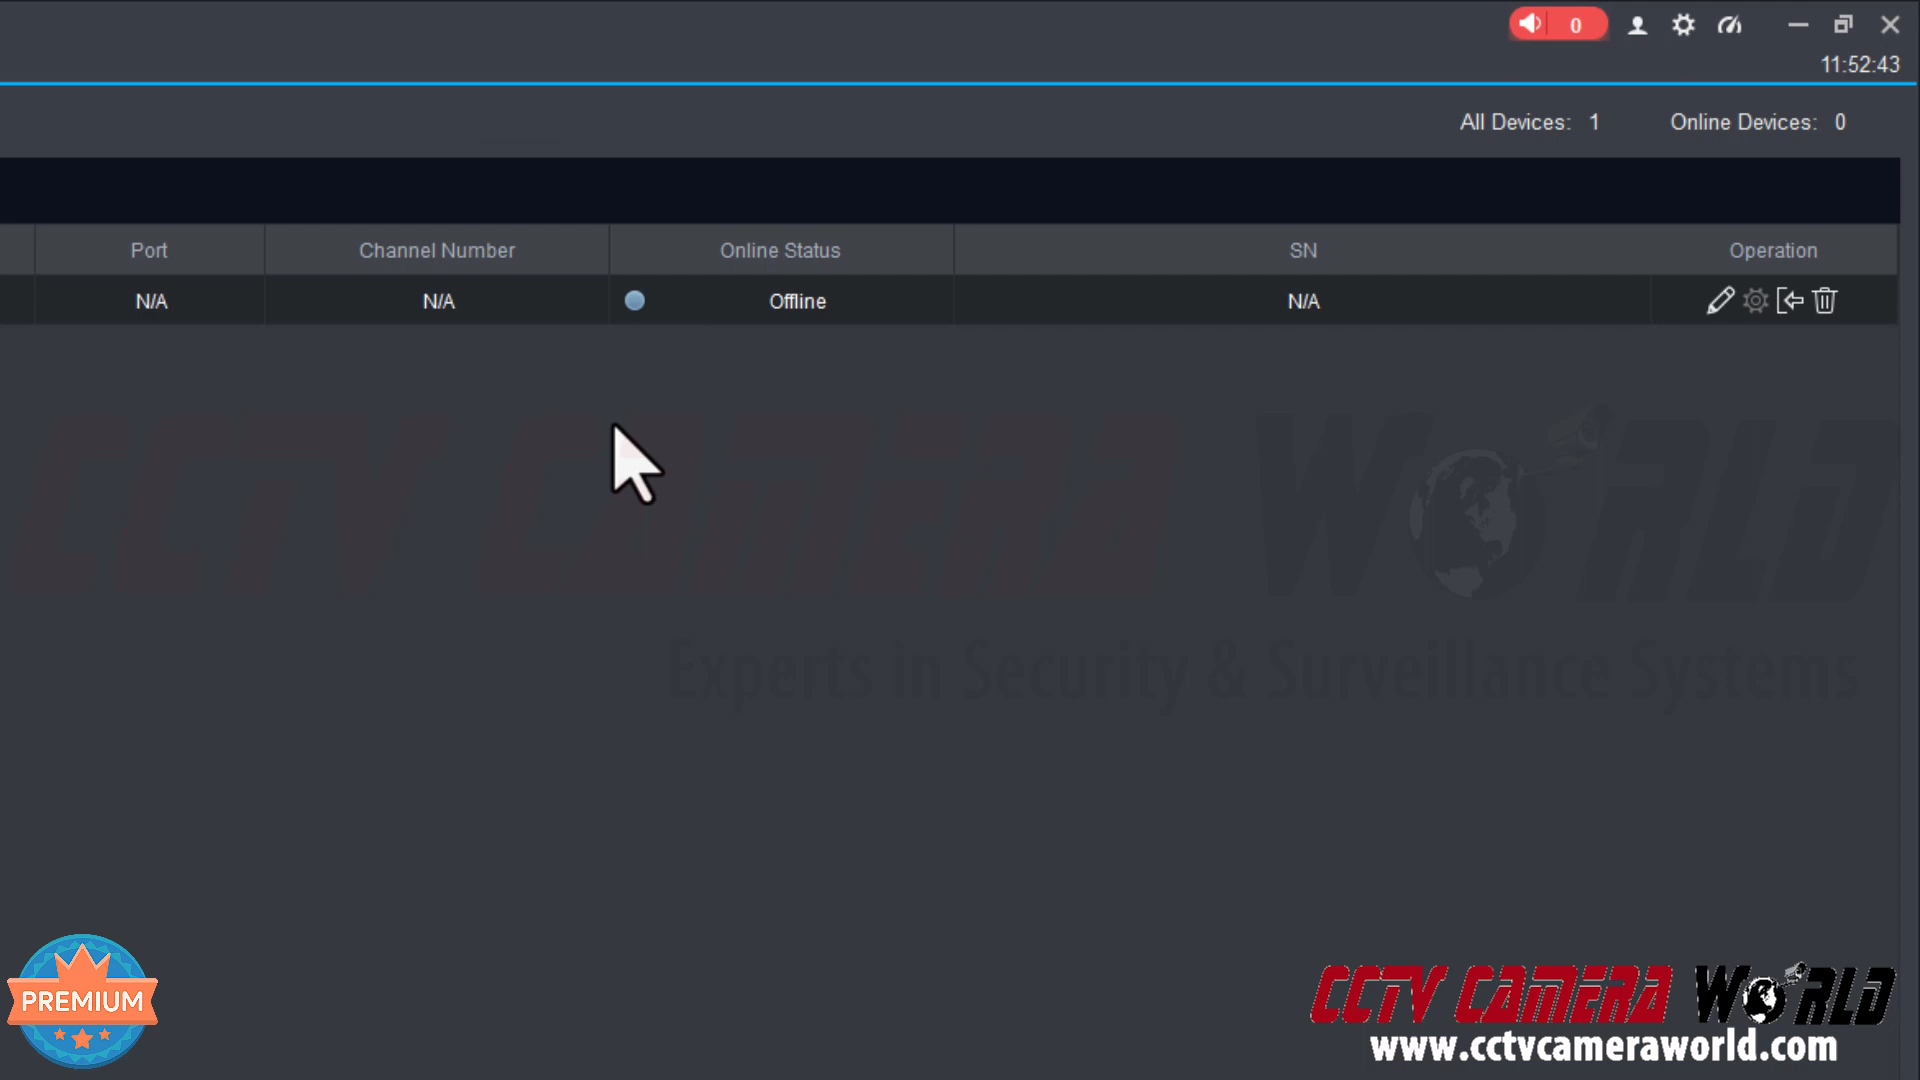 0
11:52:43
All Devices: 1 Online Devices: 0
Port Channel Number Online Status SN Operation
N/A N/A Offline N/A
CCTV CAMERA WORLD
Experts in Security & Surveillance Systems
PREMIUM
CCTV CAMERA WORLD
www.cctvcameraworld.com